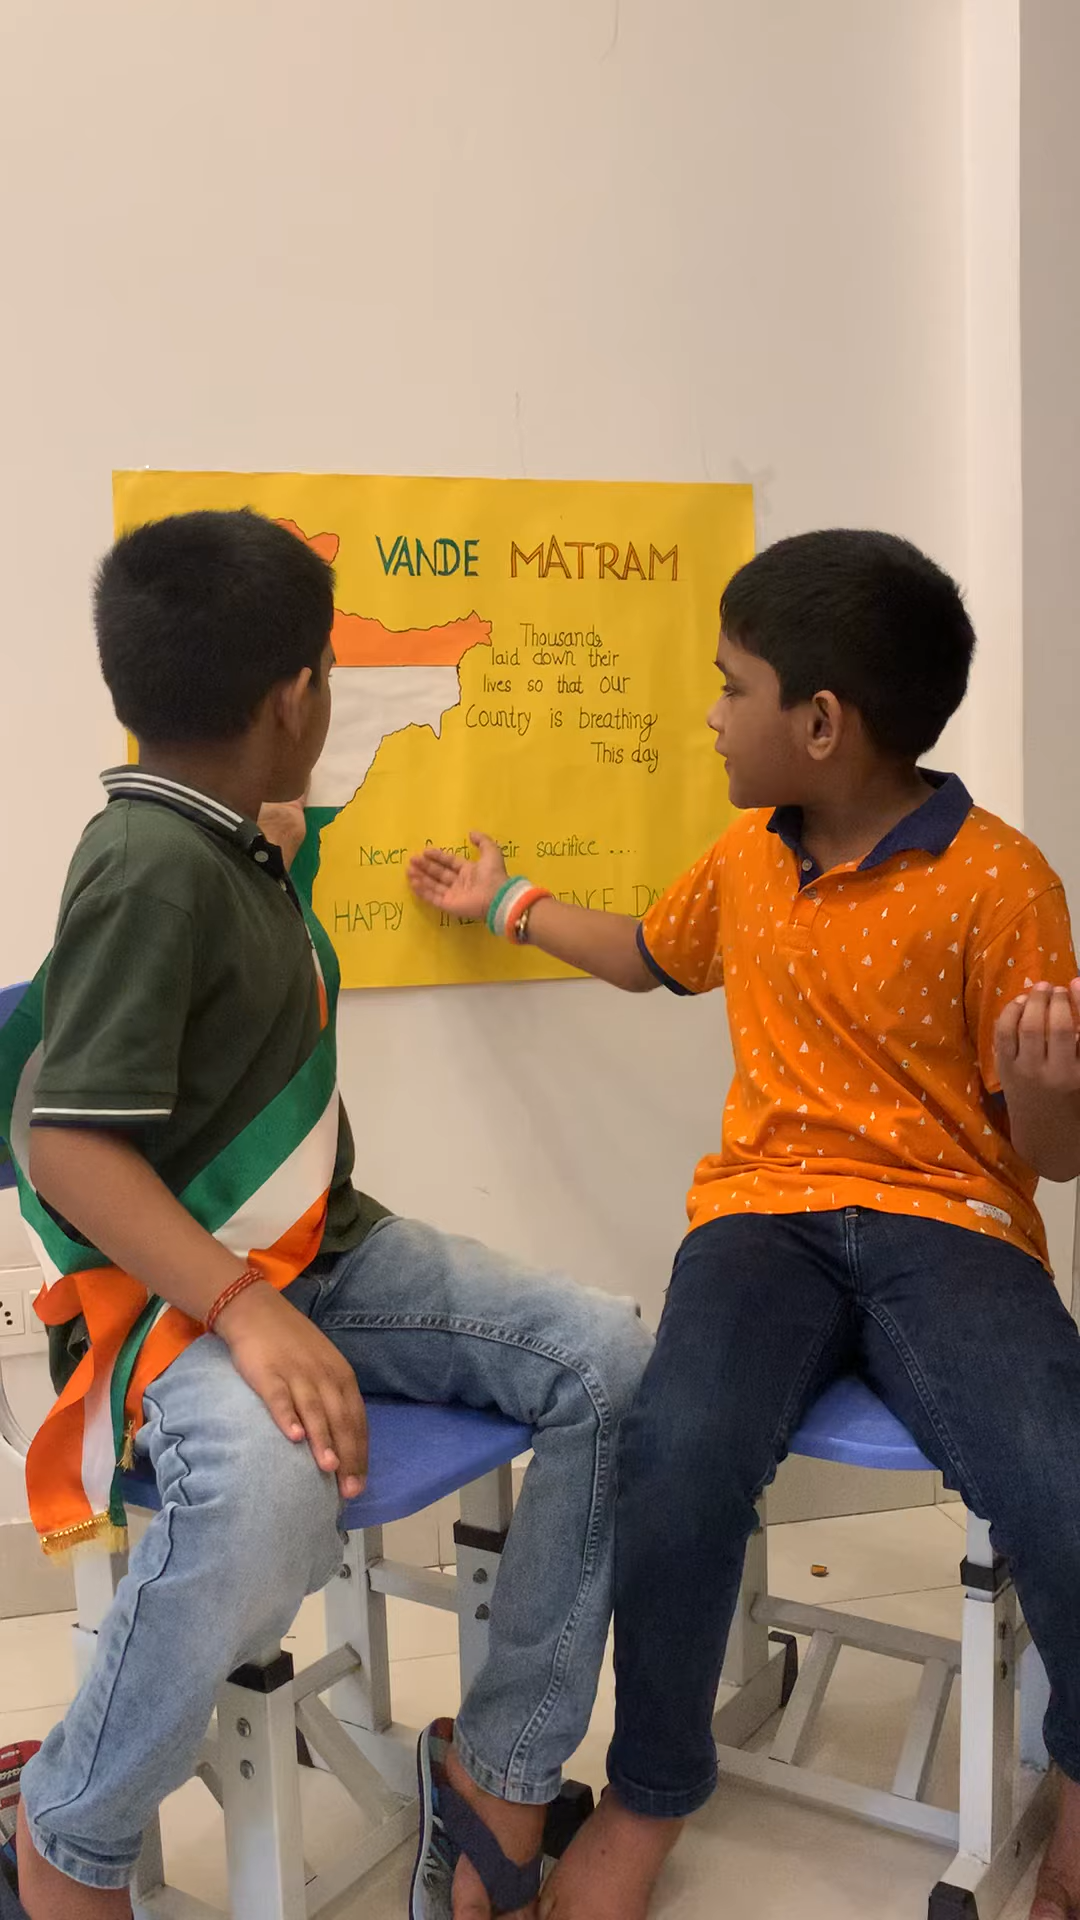 VANDE MATRAM
Thousands
laid down their
lives so that our
Country is breathing
This day
Never sacrifice ....
HAPPY